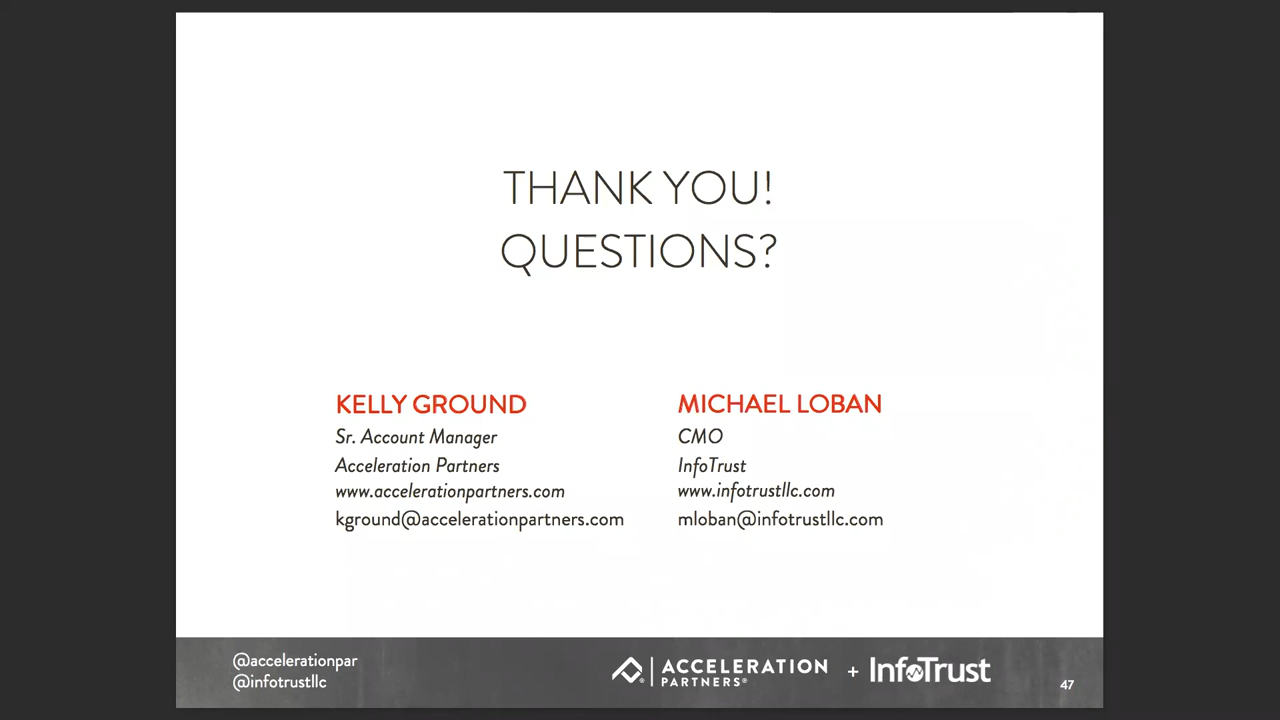 THANK YOU!
QUESTIONS?
KELLY GROUND
Sr. Account Manager
Acceleration Partners
www.accelerationpartners.com
kground@accelerationpartners.com
MICHAEL LOBAN
CMO
InfoTrust
www.infotrustllc.com
mloban@infotrustllc.com
@accelerationpar
@infotrustllc
ACCELERATION
PARTNERS®
+
InfoTrust
47